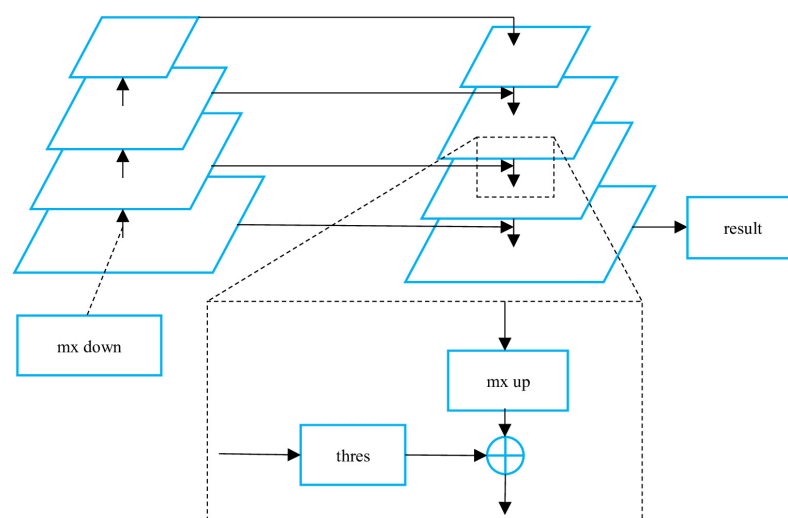 result
mx down
mx up
thres